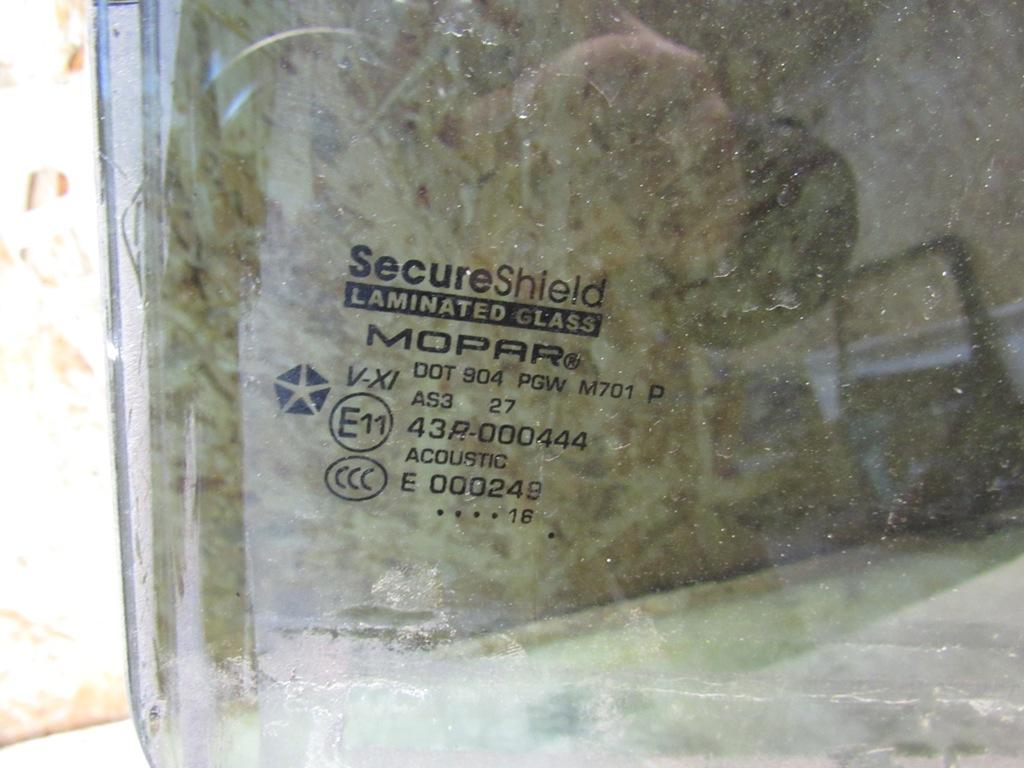 SecureShield
LAMINATED GLASS
MOPAR®
V-XI DOT 904 PGW M701 P
AS3 27
E11 43R-000444
ACOUSTIC
CCC E 000249
....16